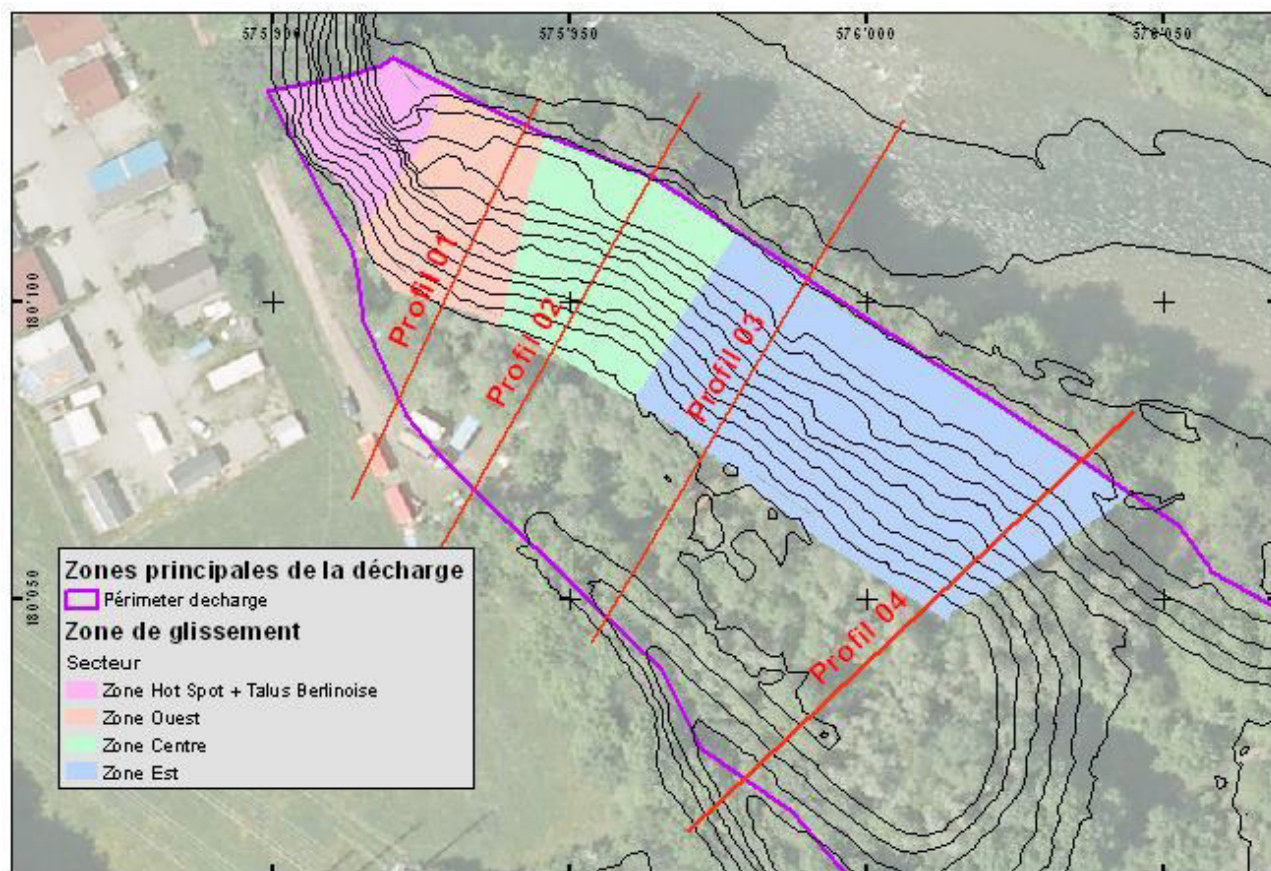 575'900
575'950
576'000
576'050
180'100
180'050
Profil 01
Profil 02
Profil 03
Profil 04
Zones principales de la décharge
Périmeter decharge
Zone de glissement
Secteur
Zone Hot Spot + Talus Berlinoise
Zone Ouest
Zone Centre
Zone Est